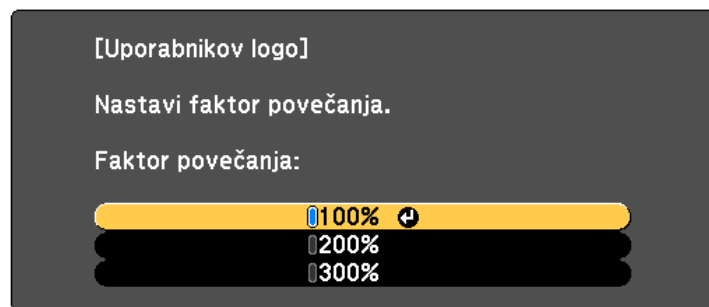 [Uporabnikov logo]
Nastavi faktor povečanja.
Faktor povečanja:
100%
200%
300%